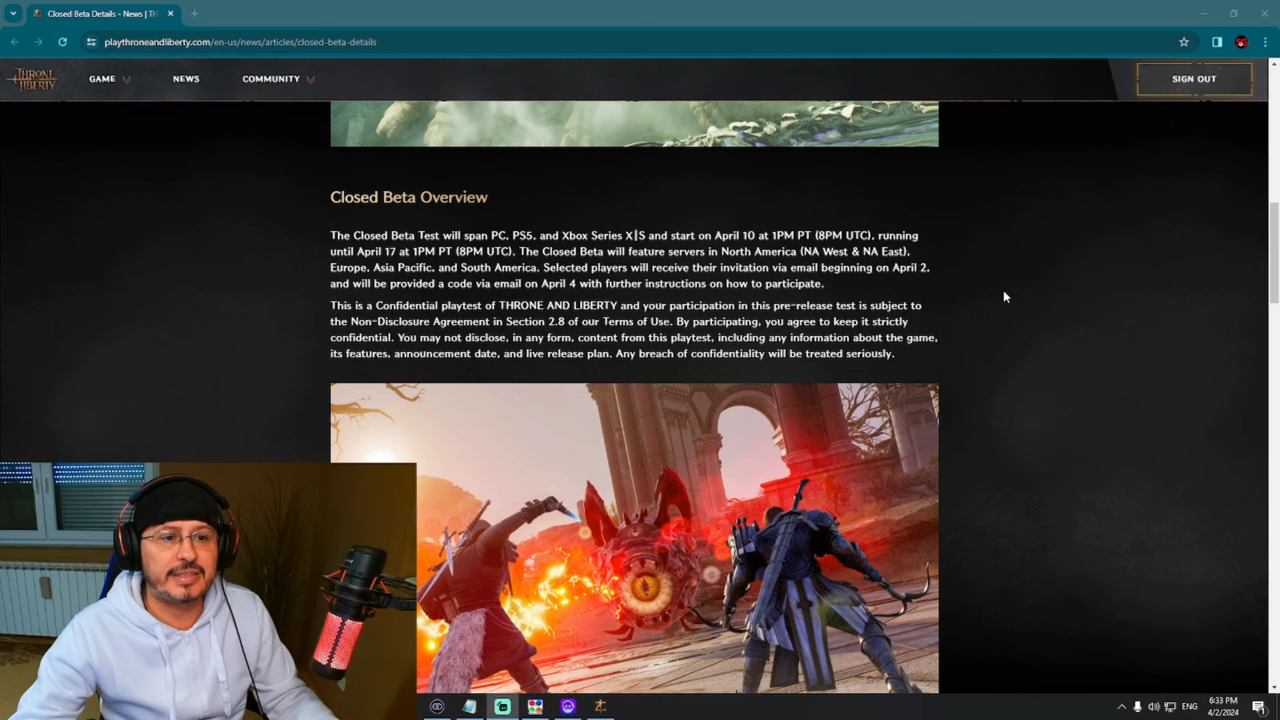 Closed Beta Details - News | TH
playthroneandliberty.com/en-us/news/articles/closed-beta-details
THRONE
LIBERTY
GAME
NEWS
COMMUNITY
SIGN OUT
Closed Beta Overview
The Closed Beta Test will span PC, PS5, and Xbox Series X|S and start on April 10 at 1PM PT (8PM UTC), running
until April 17 at 1PM PT (8PM UTC). The Closed Beta will feature servers in North America (NA West & NA East),
Europe, Asia Pacific, and South America. Selected players will receive their invitation via email beginning on April 2,
and will be provided a code via email on April 4 with further instructions on how to participate.
This is a Confidential playtest of THRONE AND LIBERTY and your participation in this pre-release test is subject to
the Non-Disclosure Agreement in Section 2.8 of our Terms of Use. By participating, you agree to keep it strictly
confidential. You may not disclose, in any form, content from this playtest, including any information about the game,
its features, announcement date, and live release plan. Any breach of confidentiality will be treated seriously.
ENG
6:33 PM
4/2/2024